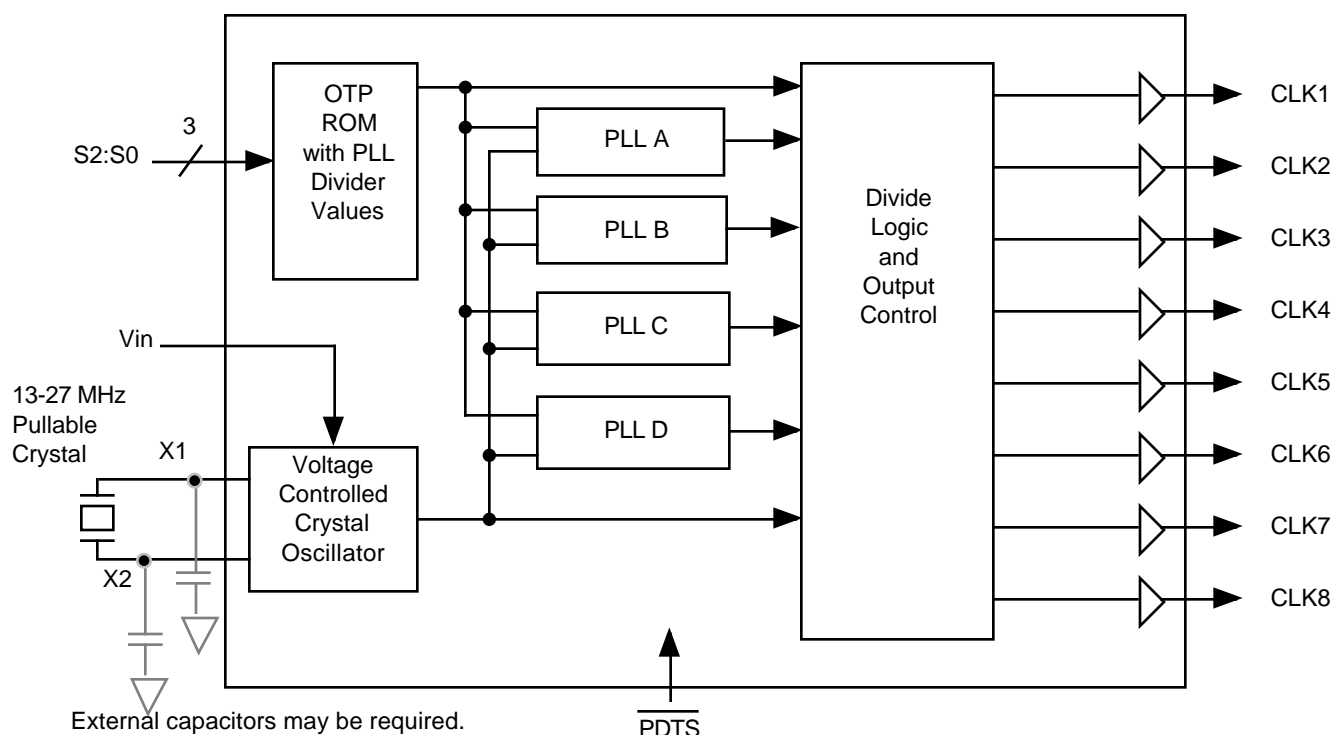 OTP
ROM
with PLL
Divider
Values
3
S2:S0
PLL A
PLL B
PLL C
PLL D
Divide
Logic
and
Output
Control
CLK1
CLK2
CLK3
CLK4
CLK5
CLK6
CLK7
CLK8
Vin
13-27 MHz
Pullable
Crystal
X1
X2
Voltage
Controlled
Crystal
Oscillator
External capacitors may be required.
PDTS